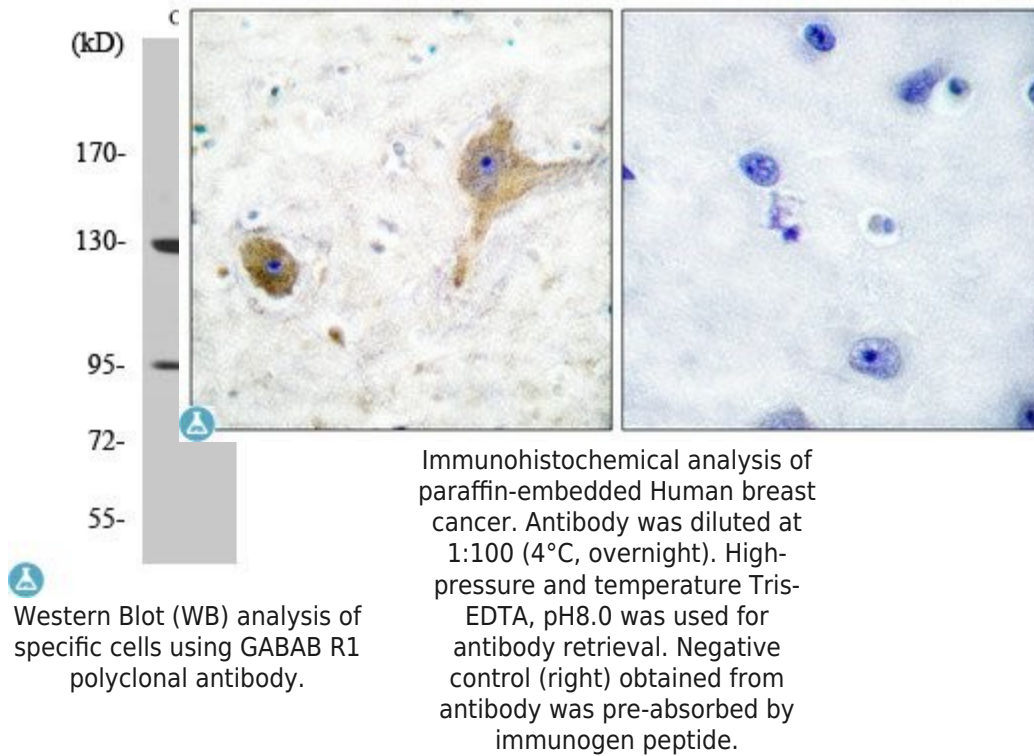 (kD)
170-
130-
95-
72-
55-
Western Blot (WB) analysis of
specific cells using GABAB R1
polyclonal antibody.
Immunohistochemical analysis of
paraffin-embedded Human breast
cancer. Antibody was diluted at
1:100 (4°C, overnight). High-
pressure and temperature Tris-
EDTA, pH8.0 was used for
antibody retrieval. Negative
control (right) obtained from
antibody was pre-absorbed by
immunogen peptide.